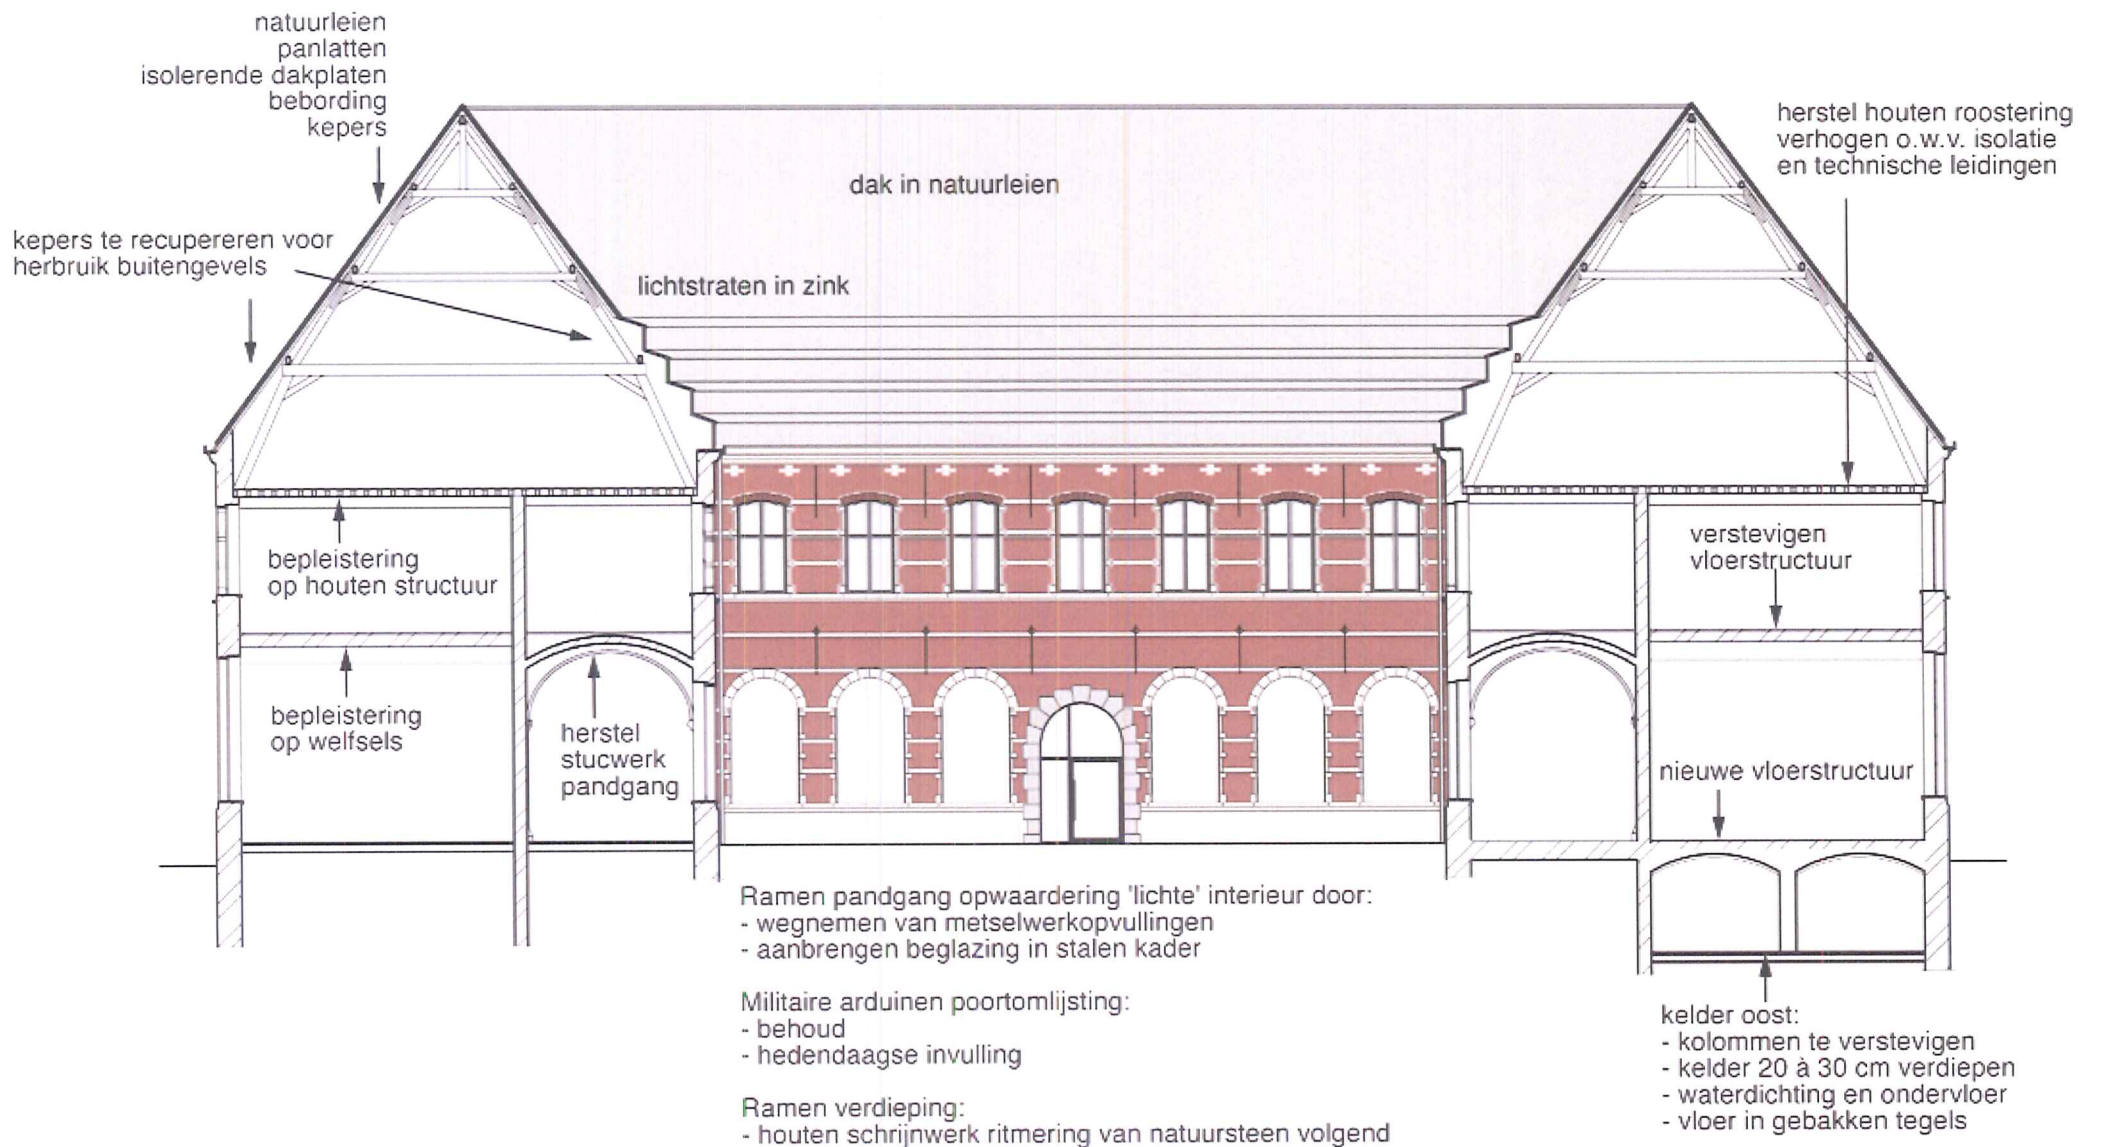 natuurleien
panlatten
isolerende dakplaten
bebording
kepers
herstel houten roostering
verhogen o.w.v. isolatie
en technische leidingen
dak in natuurleien
kepers te recupereren voor
herbruik buitengevels
lichtstraten in zink
bepleistering
op houten structuur
verstevigen
vloerstructuur
bepleistering
op welfsels
herstel
stucwerk
pandgang
nieuwe vloerstructuur
Ramen pandgang opwaardering 'lichte' interieur door:
- wegnemen van metselwerkopvullingen
- aanbrengen beglazing in stalen kader
Militaire arduinen poortomlijsting:
- behoud
- hedendaagse invulling
Ramen verdieping:
- houten schrijnwerk ritmering van natuursteen volgend
kelder oost:
- kolommen te verstevigen
- kelder 20 à 30 cm verdiepen
- waterdichting en ondervloer
- vloer in gebakken tegels